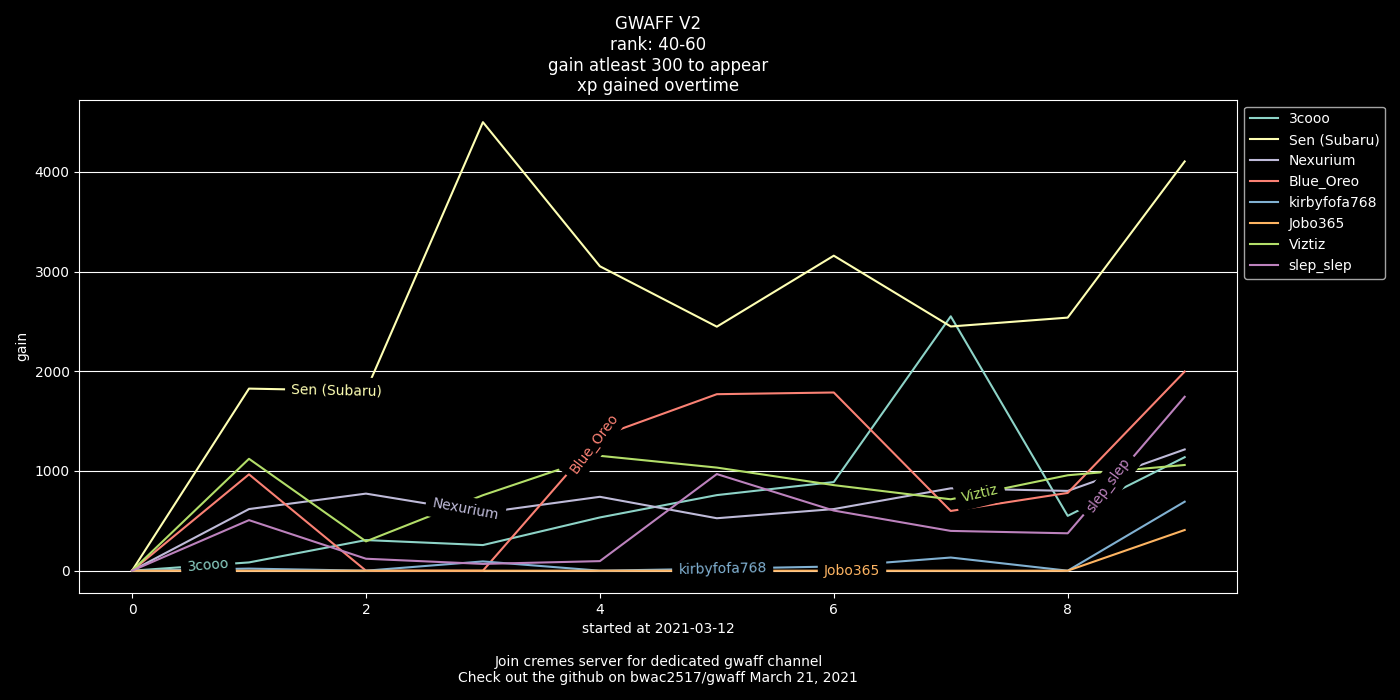 GWAFF V2
rank: 40-60
gain atleast 300 to appear
xp gained overtime
gain
4000
3000
2000
1000
0
0
2
4
6
8
3cooo
Sen (Subaru)
Nexurium
Blue_Oreo
kirbyfofa768
Jobo365
Viztiz
slep_slep
3cooo
Sen (Subaru)
Nexurium
Blue_Oreo
kirbyfofa768
Jobo365
Viztiz
slep_slep
started at 2021-03-12
Join cremes server for dedicated gwaff channel
Check out the github on bwac2517/gwaff March 21, 2021